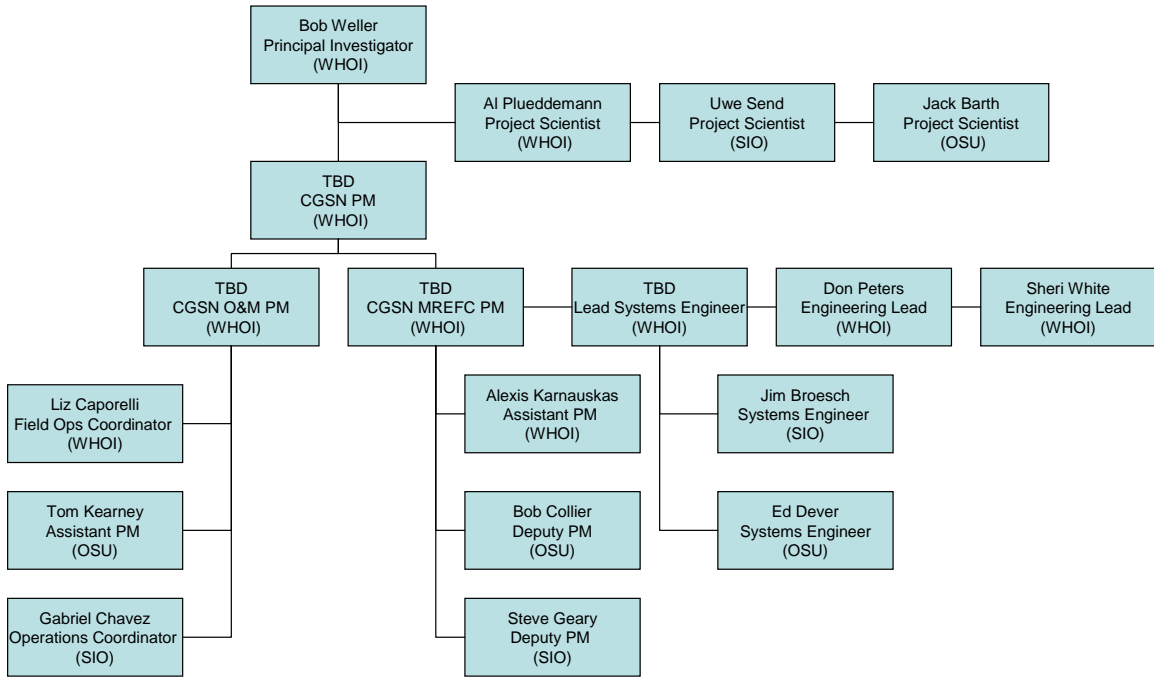 Bob Weller
Principal Investigator
(WHOI)
Al Plueddemann
Project Scientist
(WHOI)
Uwe Send
Project Scientist
(SIO)
Jack Barth
Project Scientist
(OSU)
TBD
CGSN PM
(WHOI)
TBD
CGSN O&M PM
(WHOI)
TBD
CGSN MREFC PM
(WHOI)
TBD
Lead Systems Engineer
(WHOI)
Don Peters
Engineering Lead
(WHOI)
Sheri White
Engineering Lead
(WHOI)
Liz Caporelli
Field Ops Coordinator
(WHOI)
Alexis Karnauskas
Assistant PM
(WHOI)
Jim Broesch
Systems Engineer
(SIO)
Tom Kearney
Assistant PM
(OSU)
Bob Collier
Deputy PM
(OSU)
Ed Dever
Systems Engineer
(OSU)
Gabriel Chavez
Operations Coordinator
(SIO)
Steve Geary
Deputy PM
(SIO)